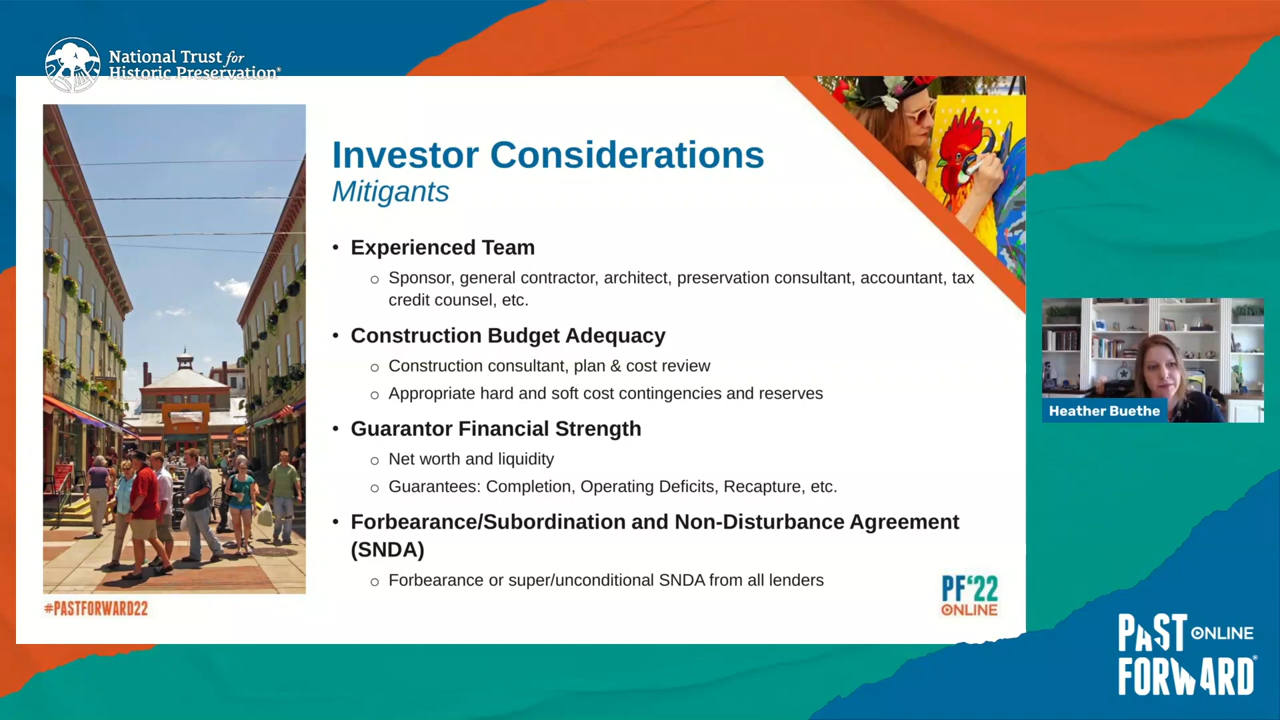 National Trust for
Historic Preservation®
Investor Considerations
Mitigants
• Experienced Team
○ Sponsor, general contractor, architect, preservation consultant, accountant, tax
credit counsel, etc.
• Construction Budget Adequacy
○ Construction consultant, plan & cost review
○ Appropriate hard and soft cost contingencies and reserves
• Guarantor Financial Strength
○ Net worth and liquidity
○ Guarantees: Completion, Operating Deficits, Recapture, etc.
• Forbearance/Subordination and Non-Disturbance Agreement
(SNDA)
○ Forbearance or super/unconditional SNDA from all lenders
#PASTFORWARD22
PF'22
ONLINE
Heather Buethe
PAST ONLINE
FORWARD®